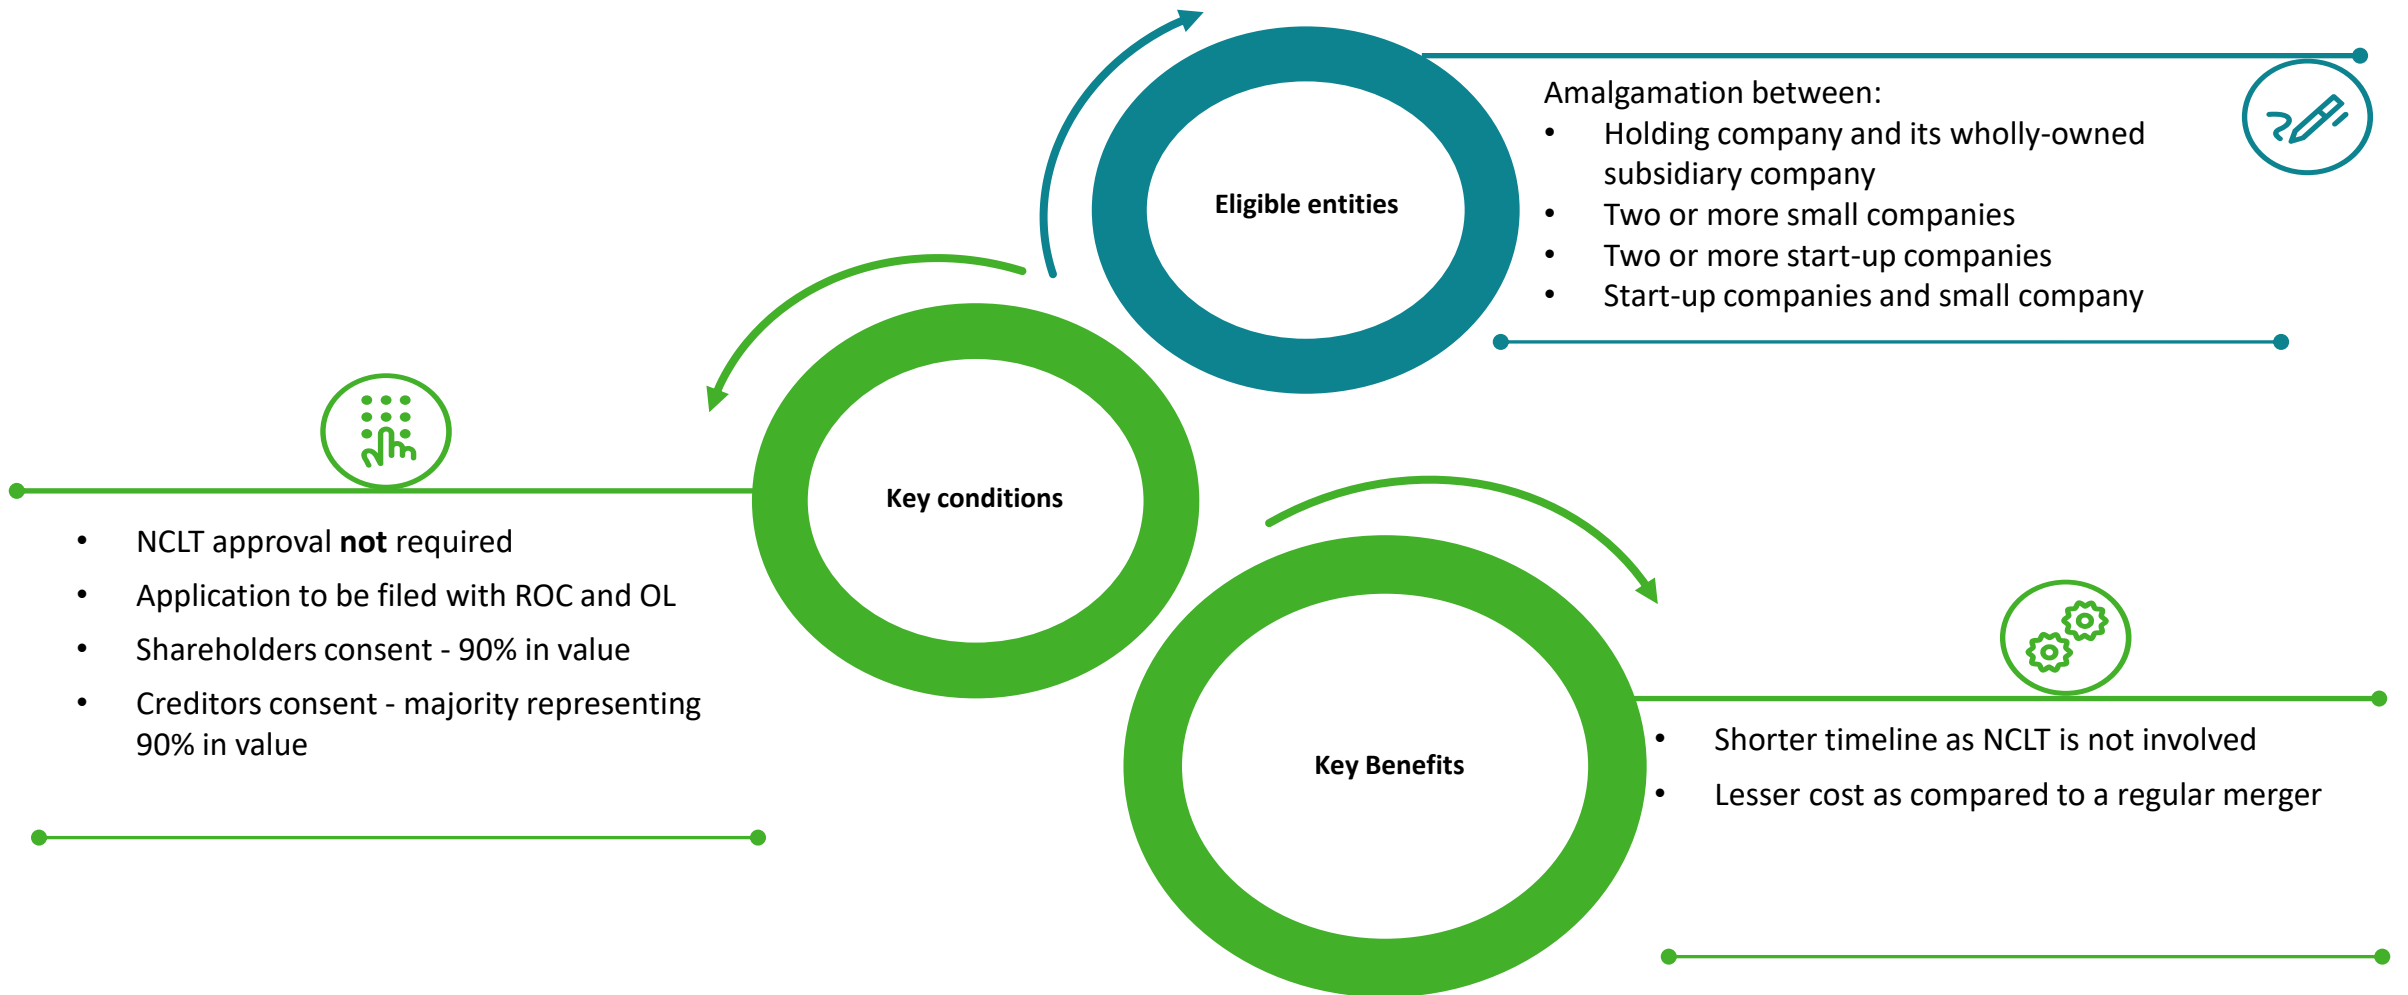 Eligible entities
Amalgamation between:
• Holding company and its wholly-owned
subsidiary company
• Two or more small companies
• Two or more start-up companies
• Start-up companies and small company
Key conditions
• NCLT approval not required
• Application to be filed with ROC and OL
• Shareholders consent - 90% in value
• Creditors consent - majority representing
90% in value
Key Benefits
• Shorter timeline as NCLT is not involved
• Lesser cost as compared to a regular merger